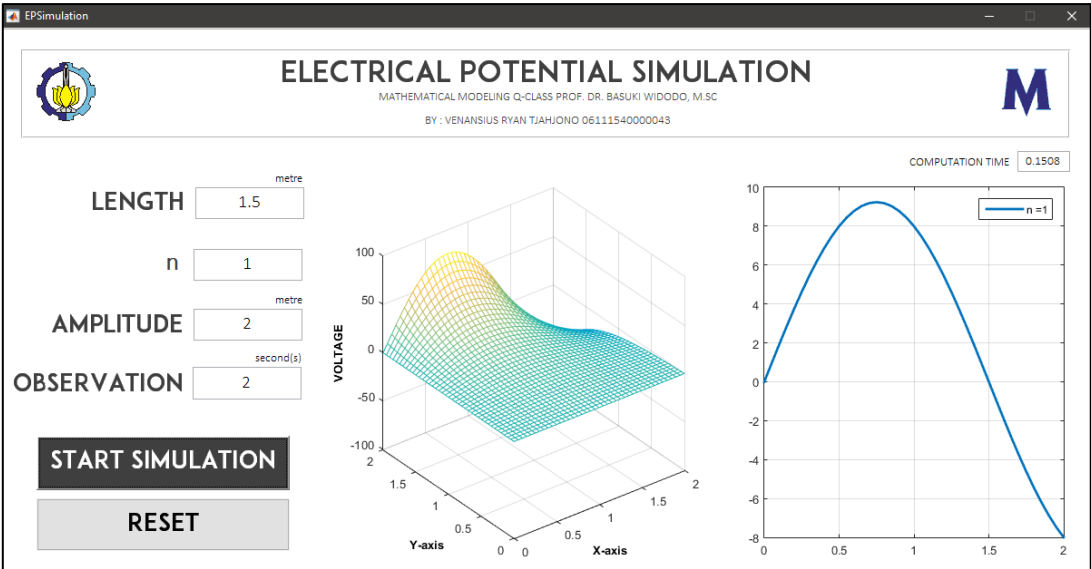 EPSimulation
ELECTRICAL POTENTIAL SIMULATION
MATHEMATICAL MODELING Q-CLASS PROF. DR. BASUKI WIDODO, M.SC
BY : VENANSIUS RYAN TJAHJONO 06111540000043
M
COMPUTATION TIME 0.1508
metre
LENGTH 1.5
n 1
metre
AMPLITUDE 2
second(s)
OBSERVATION 2
START SIMULATION
RESET
100
50
0
-50
-100
VOLTAGE
2
1.5
1
0.5
0
Y-axis
0
0.5
1
1.5
2
X-axis
n =1
10
8
6
4
2
0
-2
-4
-6
-8
0 0.5 1 1.5 2